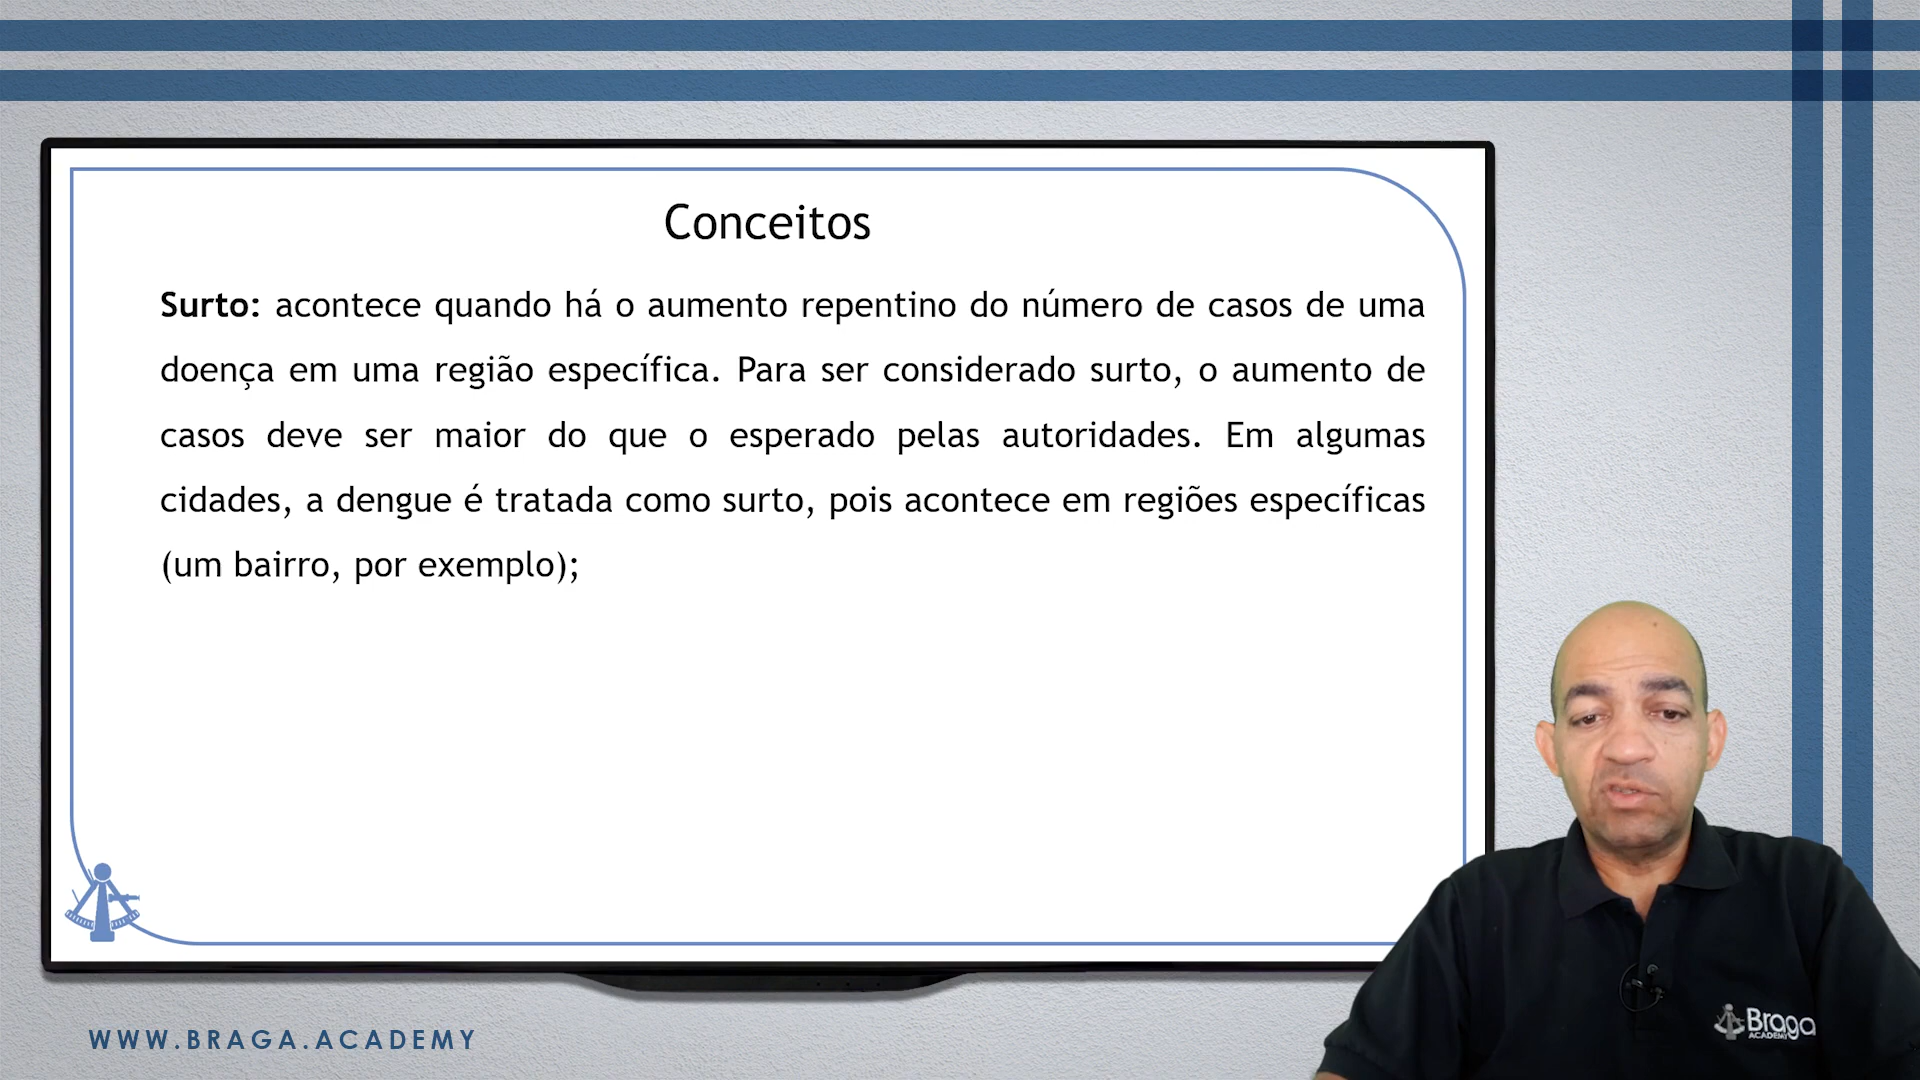 Conceitos
Surto: acontece quando há o aumento repentino do número de casos de uma
doença em uma região específica. Para ser considerado surto, o aumento de
casos deve ser maior do que o esperado pelas autoridades. Em algumas
cidades, a dengue é tratada como surto, pois acontece em regiões específicas
(um bairro, por exemplo);
Braga
ACADEMY
WWW.BRAGA.ACADEMY